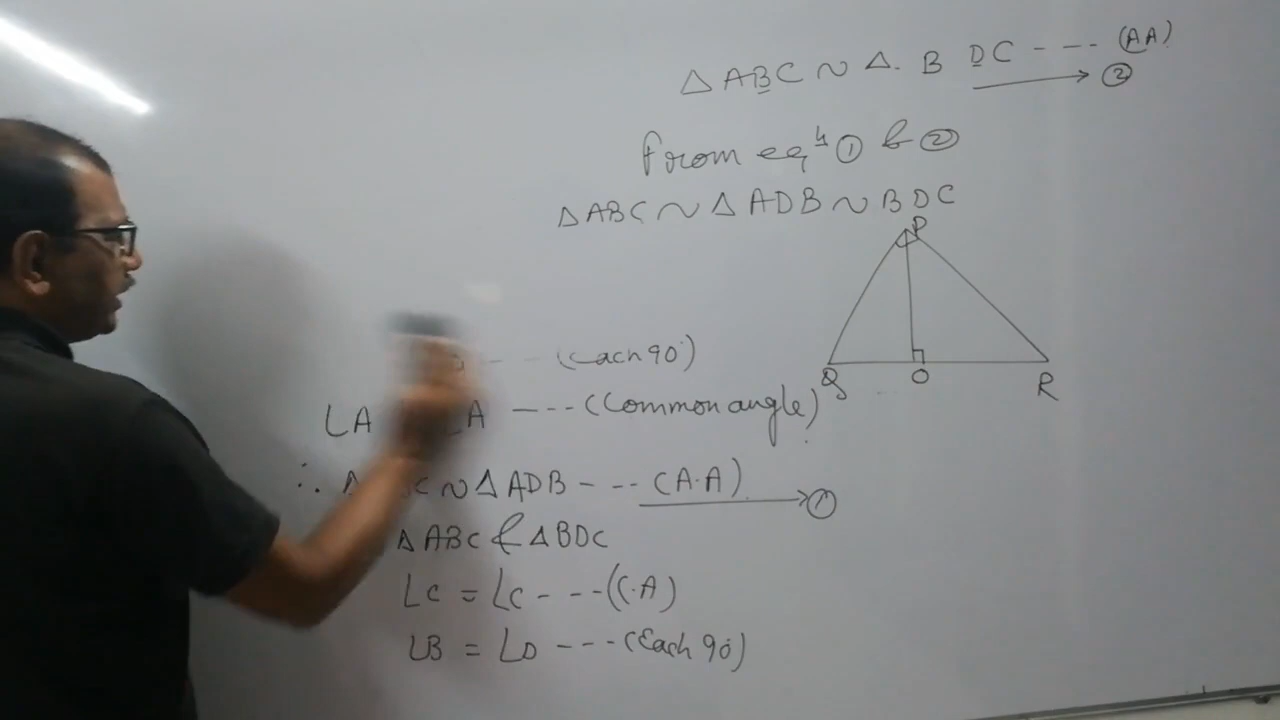 △ ABC ~ △. B DC - --- (AA)
→ ②
From eqⁿ ① & ②
△ ABC ~ △ ADB ~ BDC
P
Q O R
- - - (Each 90°)
∠A ∠A ---- (Common angle)
∴ ~ △ ADB - --- (A.A)
→ ①
△ ABC & △ BDC
∠C = ∠C - --- (C.A)
∠B = ∠D --- (Each 90°)